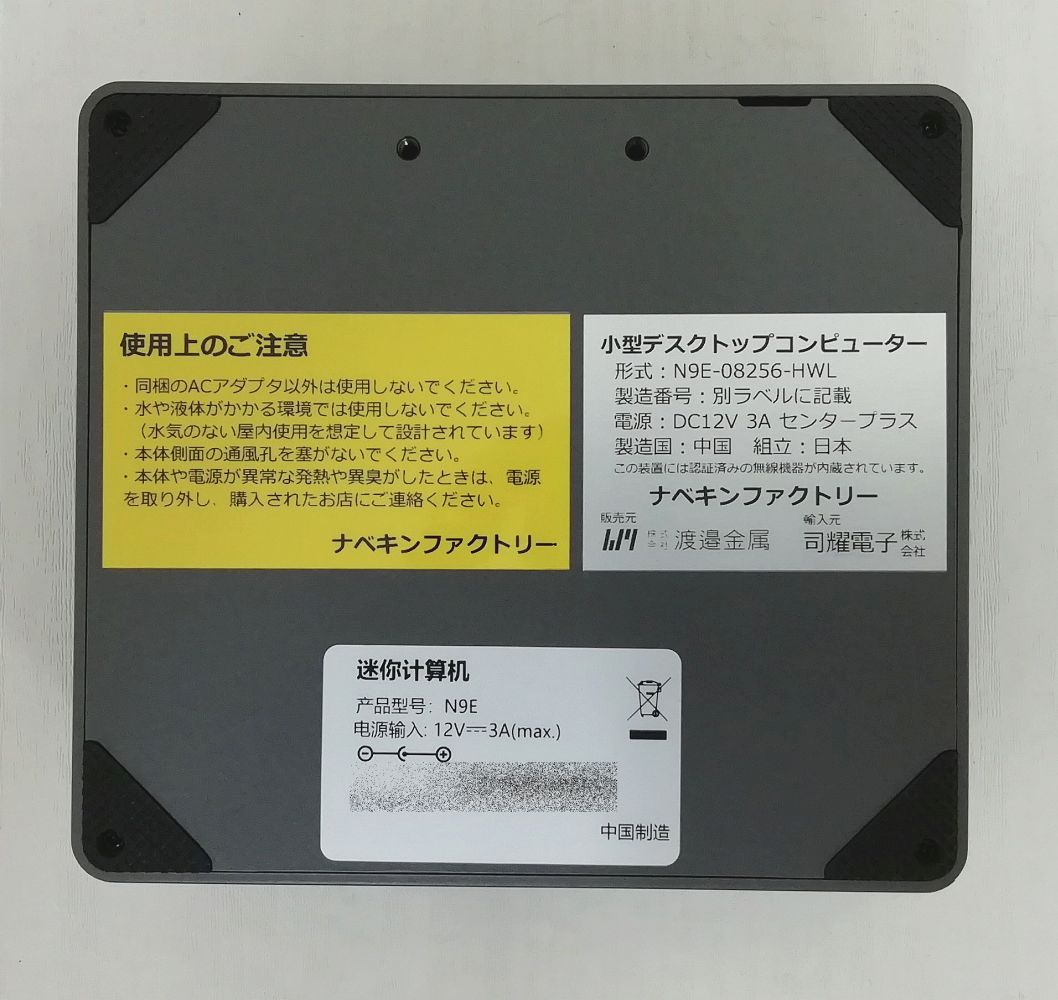 使用上のご注意
・同梱のACアダプタ以外は使用しないでください。
・水や液体がかかる環境では使用しないでください。
（水気のない屋内使用を想定して設計されています）
・本体側面の通風孔を塞がないでください。
・本体や電源が異常な発熱や異臭がしたときは、電源
を取り外し、購入されたお店にご連絡ください。
ナベキンファクトリー
小型デスクトップコンピューター
形式：N9E-08256-HWL
製造番号：別ラベルに記載
電源：DC12V 3A センタープラス
製造国：中国 組立：日本
この装置には認証済みの無線機器が内蔵されています。
ナベキンファクトリー
販売元
株式会社 渡邉金属
輸入元
司耀電子 株式会社
迷你计算机
产品型号: N9E
电源输入: 12V⎓3A(max.)
中国制造